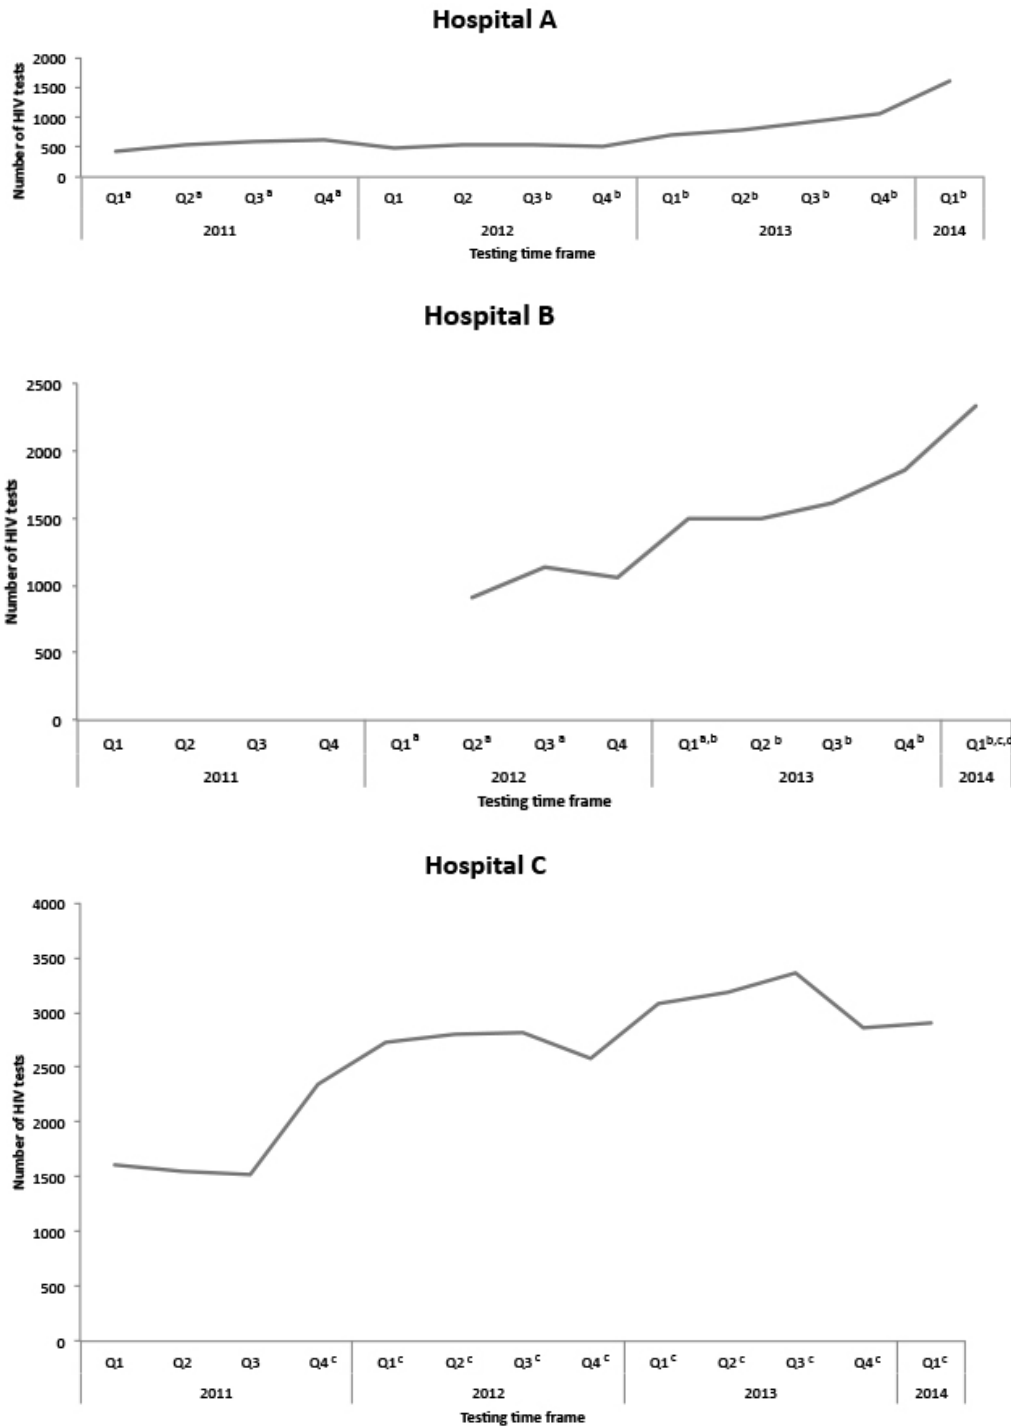 Hospital A
Number of HIV tests
2000
1500
1000
500
0
Q1ᵃ Q2ᵃ Q3ᵃ Q4ᵃ Q1 Q2 Q3ᵇ Q4ᵇ Q1ᵇ Q2ᵇ Q3ᵇ Q4ᵇ Q1ᵇ
2011 2012 2013 2014
Testing time frame
Hospital B
Number of HIV tests
2500
2000
1500
1000
500
0
Q1 Q2 Q3 Q4 Q1ᵃ Q2ᵃ Q3ᵃ Q4 Q1ᵃ,ᵇ Q2ᵇ Q3ᵇ Q4ᵇ Q1ᵇ,ᶜ,
2011 2012 2013 2014
Testing time frame
Hospital C
Number of HIV tests
4000
3500
3000
2500
2000
1500
1000
500
0
Q1 Q2 Q3 Q4ᶜ Q1ᶜ Q2ᶜ Q3ᶜ Q4ᶜ Q1ᶜ Q2ᶜ Q3ᶜ Q4ᶜ Q1ᶜ
2011 2012 2013 2014
Testing time frame